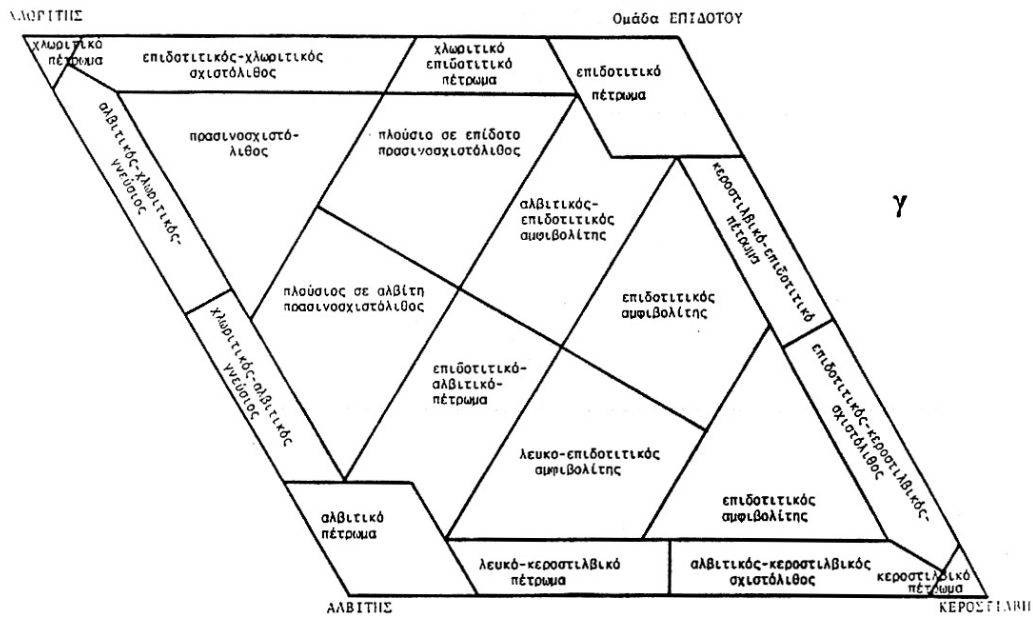 ΧΛΩΡΙΤΗΣ
Ομάδα ΕΠΙΔΟΤΟΥ
χλωριτικό
πέτρωμα
επιδοτιτικός-χλωριτικός
σχιστόλιθος
χλωριτικό
επιδοτιτικό
πέτρωμα
επιδοτιτικό
πέτρωμα
αλβιτικός-χλωριτικός-
γνεύσιος
πρασινοσχιστό-
λιθος
πλούσιο σε επίδοτο
πρασινοσχιστόλιθος
αλβιτικός-
επιδοτιτικός
αμφιβολίτης
κεροστιλβικό-επιδοτιτικό
πέτρωμα
γ
χλωριτικός-αλβιτικός
γνεύσιος
πλούσιος σε αλβίτη
πρασινοσχιστόλιθος
επιδοτιτικός
αμφιβολίτης
επιδοτιτικό-
αλβιτικό-
πέτρωμα
επιδοτιτικός-κεροστιλβικός-
σχιστόλιθος
λευκο-επιδοτιτικός
αμφιβολίτης
αλβιτικό
πέτρωμα
επιδοτιτικός
αμφιβολίτης
λευκό-κεροστιλβικό
πέτρωμα
αλβιτικός-κεροστιλβικός
σχιστόλιθος
κεροστιλβικό
πέτρωμα
ΑΛΒΙΤΗΣ
ΚΕΡΟΣΤΙΛΒΗ